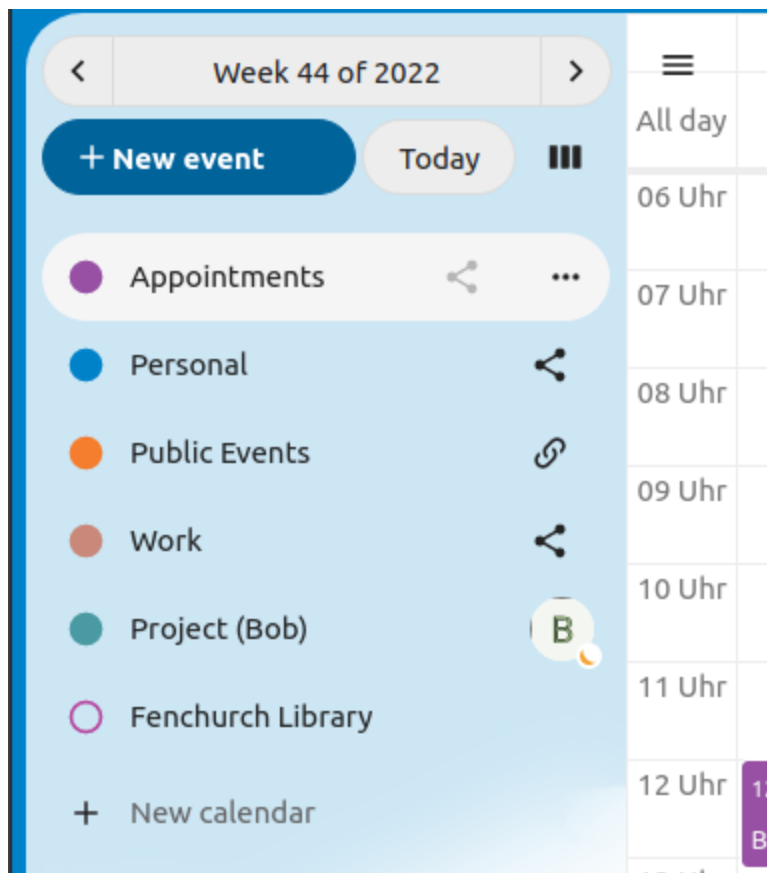 Week 44 of 2022
+ New event
Today
Appointments
Personal
Public Events
Work
Project (Bob)
B
Fenchurch Library
+ New calendar
All day
06 Uhr
07 Uhr
08 Uhr
09 Uhr
10 Uhr
11 Uhr
12 Uhr
B